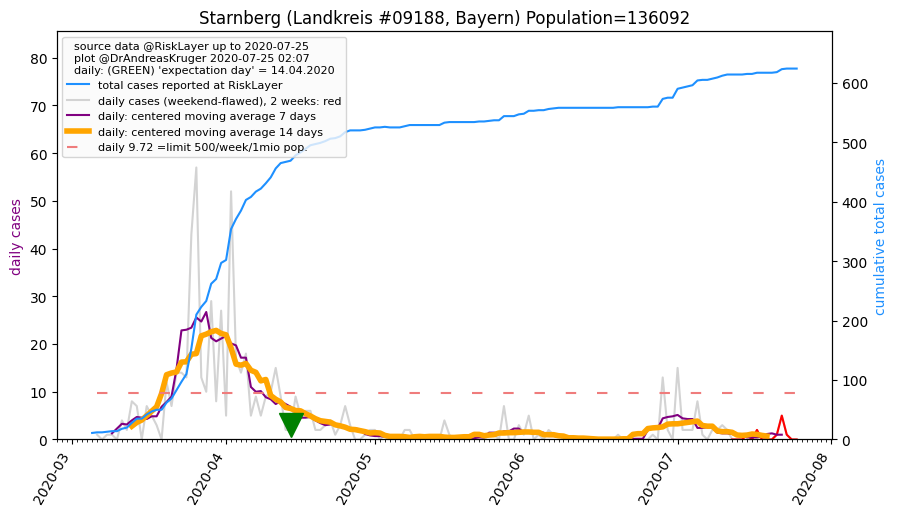 Starnberg (Landkreis #09188, Bayern) Population=136092
source data @RiskLayer up to 2020-07-25
plot @DrAndreasKruger 2020-07-25 02:07
daily: (GREEN) 'expectation day' = 14.04.2020
total cases reported at RiskLayer
daily cases (weekend-flawed), 2 weeks: red
daily: centered moving average 7 days
daily: centered moving average 14 days
daily 9.72 =limit 500/week/1mio pop.
daily cases
80
70
60
50
40
30
20
10
0
cumulative total cases
600
500
400
300
200
100
0
2020-03
2020-04
2020-05
2020-06
2020-07
2020-08